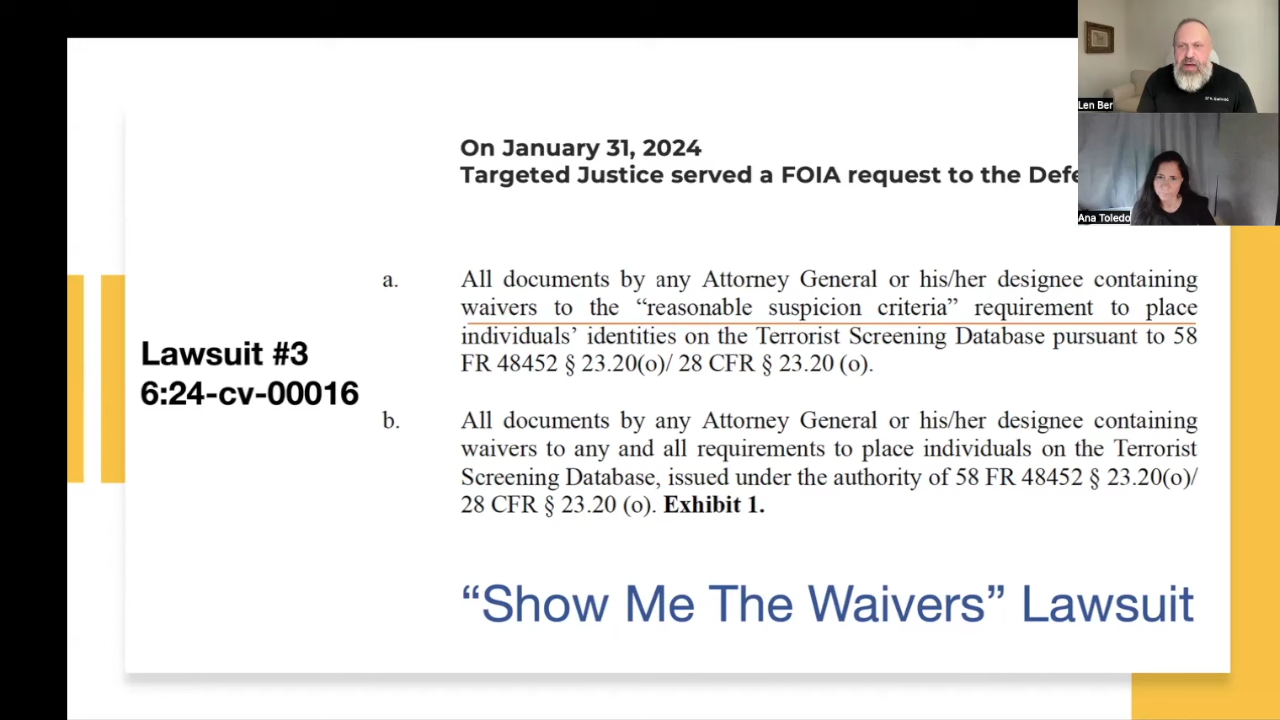 On January 31, 2024
Targeted Justice served a FOIA request to the
Len Ber
Ana Toledo
a. All documents by any Attorney General or his/her designee containing
waivers to the “reasonable suspicion criteria” requirement to place
individuals’ identities on the Terrorist Screening Database pursuant to 58
FR 48452 § 23.20(o)/ 28 CFR § 23.20 (o).
Lawsuit #3
6:24-cv-00016
b. All documents by any Attorney General or his/her designee containing
waivers to any and all requirements to place individuals on the Terrorist
Screening Database, issued under the authority of 58 FR 48452 § 23.20(o)/
28 CFR § 23.20 (o). Exhibit 1.
“Show Me The Waivers” Lawsuit